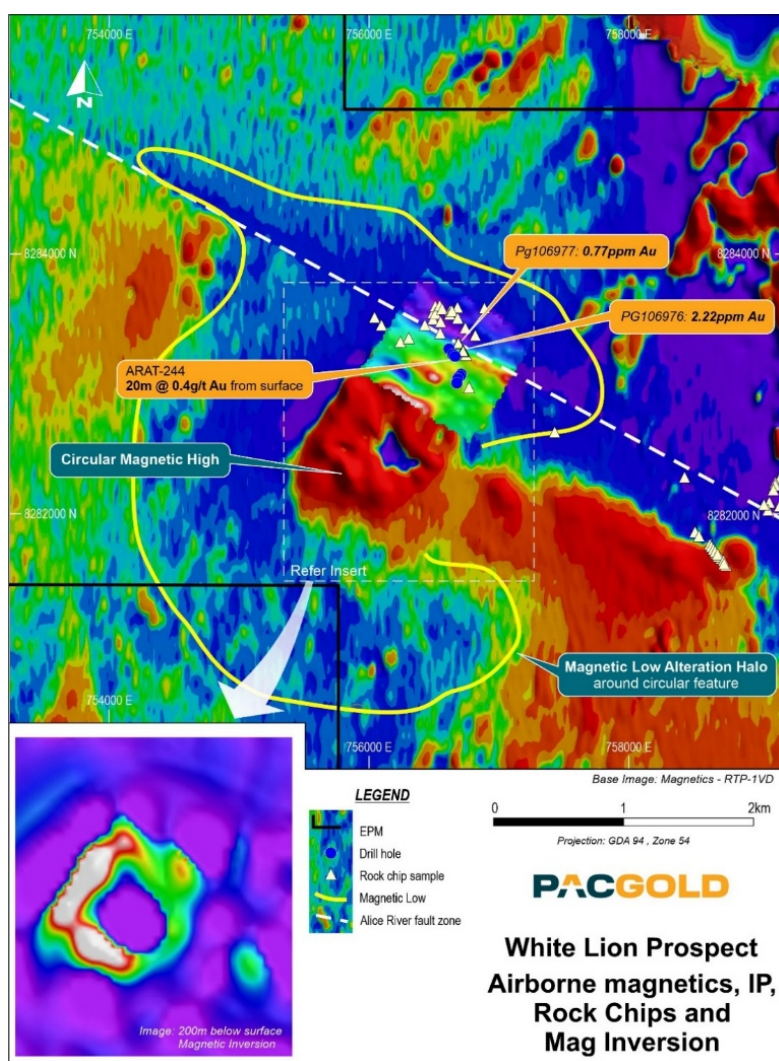 754000 E
756000 E
758000 E
N
8284000 N
8284000 N
Pg106977: 0.77ppm Au
PG106976: 2.22ppm Au
ARAT-244
20m @ 0.4g/t Au from surface
Circular Magnetic High
8282000 N
8282000 N
Refer Insert
Magnetic Low Alteration Halo
around circular feature
754000 E
756000 E
758000 E
Base Image: Magnetics - RTP-1VD
LEGEND
EPM
Drill hole
Rock chip sample
Magnetic Low
Alice River fault zone
0 1 2km
Projection: GDA 94 , Zone 54
PACGOLD
White Lion Prospect
Airborne magnetics, IP,
Rock Chips and
Mag Inversion
Image: 200m below surface
Magnetic Inversion